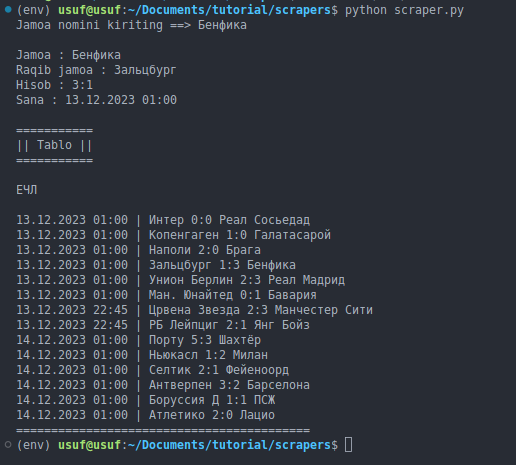 (env) usuf@usuf:~/Documents/tutorial/scrapers$ python scraper.py
Jamoa nomini kiriting ==> Бенфика
Jamoa : Бенфика
Raqib jamoa : Зальцбург
Hisob : 3:1
Sana : 13.12.2023 01:00
===========
|| Tablo ||
===========
ЕЧЛ
13.12.2023 01:00 | Интер 0:0 Реал Сосьедад
13.12.2023 01:00 | Копенгаген 1:0 Галатасарой
13.12.2023 01:00 | Наполи 2:0 Брага
13.12.2023 01:00 | Зальцбург 1:3 Бенфика
13.12.2023 01:00 | Унион Берлин 2:3 Реал Мадрид
13.12.2023 01:00 | Ман. Юнайтед 0:1 Бавария
13.12.2023 22:45 | Црвена Звезда 2:3 Манчестер Сити
13.12.2023 22:45 | РБ Лейпциг 2:1 Янг Бойз
14.12.2023 01:00 | Порту 5:3 Шахтёр
14.12.2023 01:00 | Ньюкасл 1:2 Милан
14.12.2023 01:00 | Селтик 2:1 Фейеноорд
14.12.2023 01:00 | Антверпен 3:2 Барселона
14.12.2023 01:00 | Боруссия Д 1:1 ПСЖ
14.12.2023 01:00 | Атлетико 2:0 Лацио
==========================================
(env) usuf@usuf:~/Documents/tutorial/scrapers$